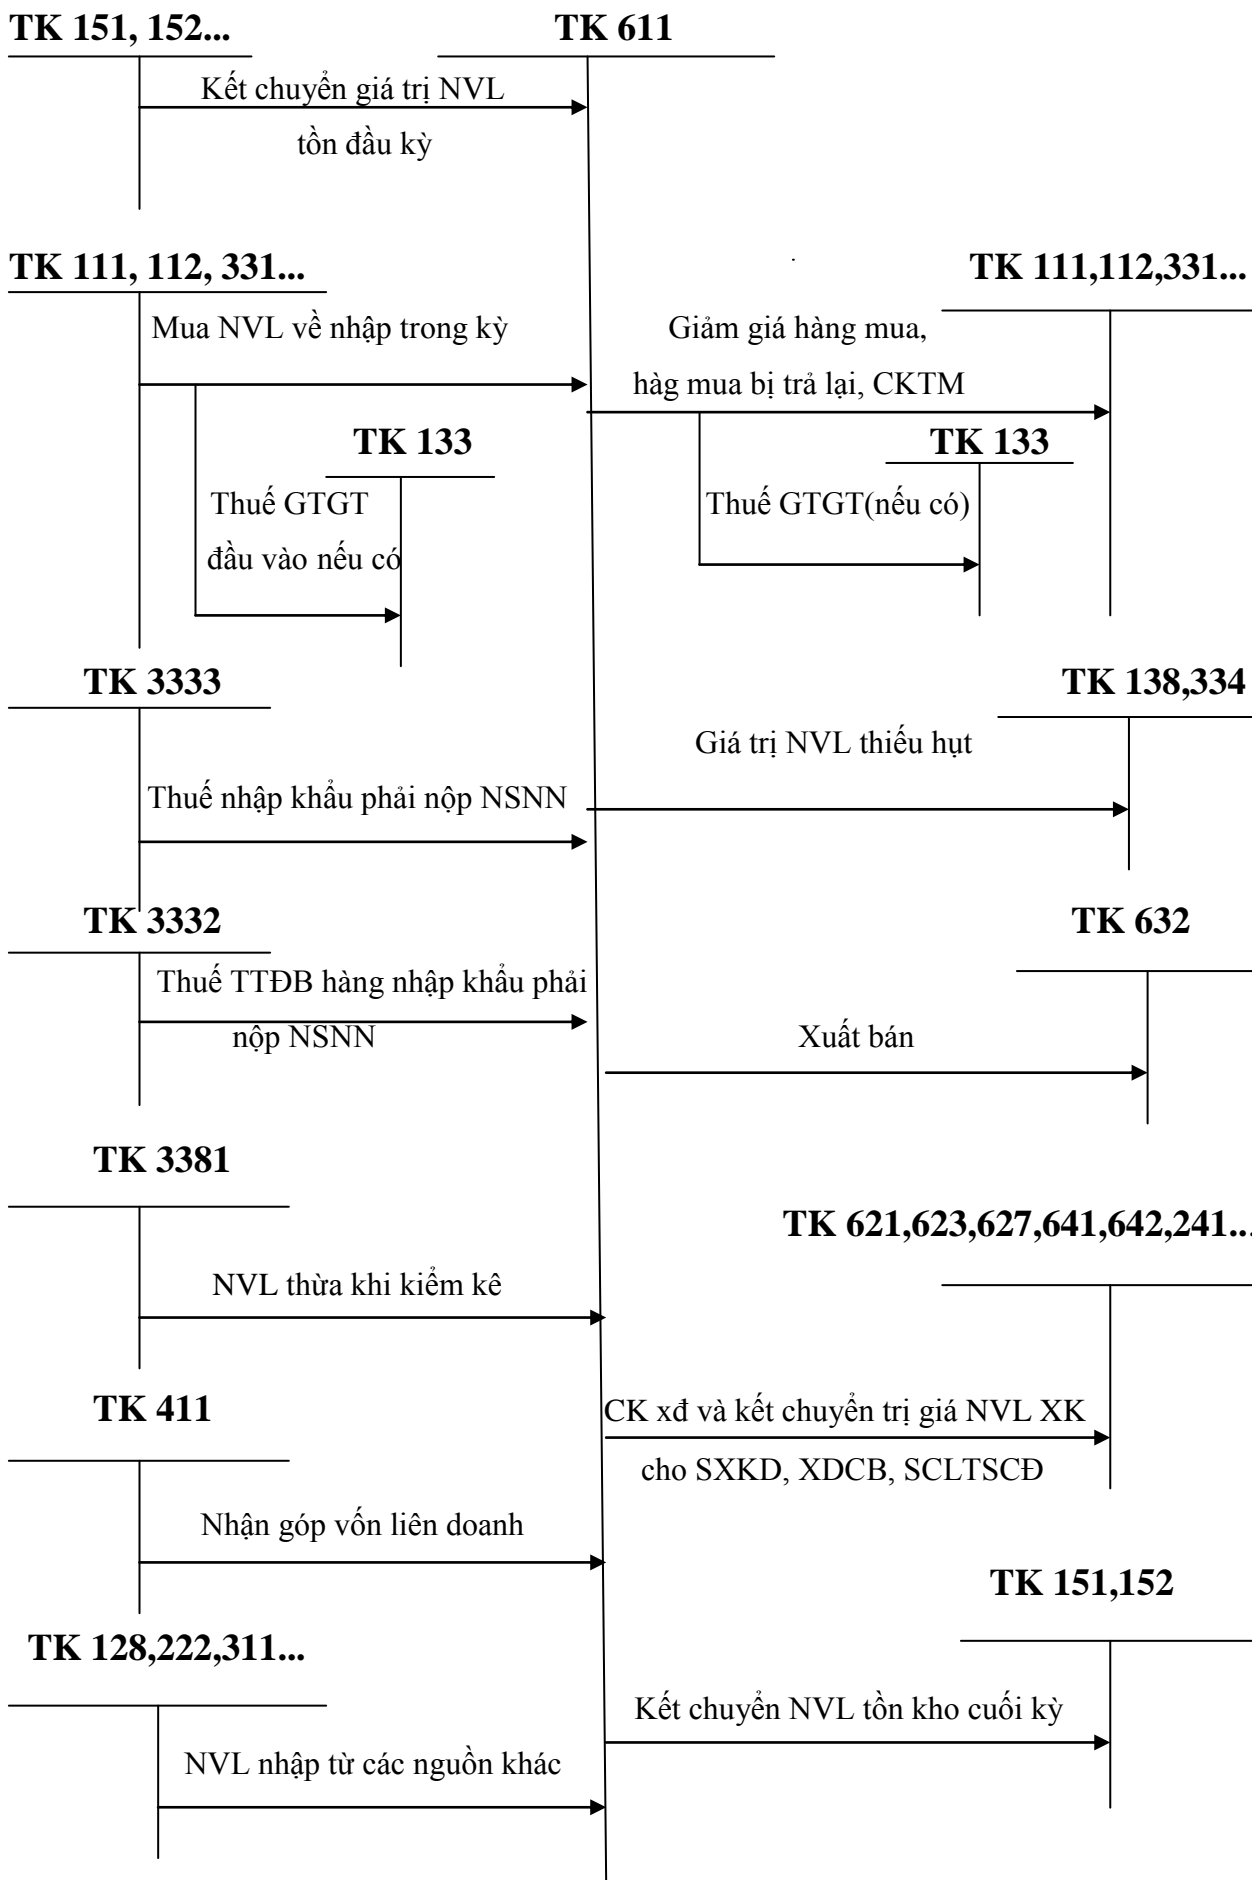 TK 151, 152...
TK 611
Kết chuyển giá trị NVL
tồn đầu kỳ
TK 111, 112, 331...
TK 111,112,331...
Mua NVL về nhập trong kỳ
Giảm giá hàng mua,
hàg mua bị trả lại, CKTM
TK 133
TK 133
Thuế GTGT
đầu vào nếu có
Thuế GTGT(nếu có)
TK 3333
TK 138,334
Giá trị NVL thiếu hụt
Thuế nhập khẩu phải nộp NSNN
TK 3332
TK 632
Thuế TTĐB hàng nhập khẩu phải
nộp NSNN
Xuất bán
TK 3381
TK 621,623,627,641,642,241...
NVL thừa khi kiểm kê
TK 411
CK xđ và kết chuyển trị giá NVL XK
cho SXKD, XDCB, SCLTSCĐ
Nhận góp vốn liên doanh
TK 151,152
TK 128,222,311...
Kết chuyển NVL tồn kho cuối kỳ
NVL nhập từ các nguồn khác